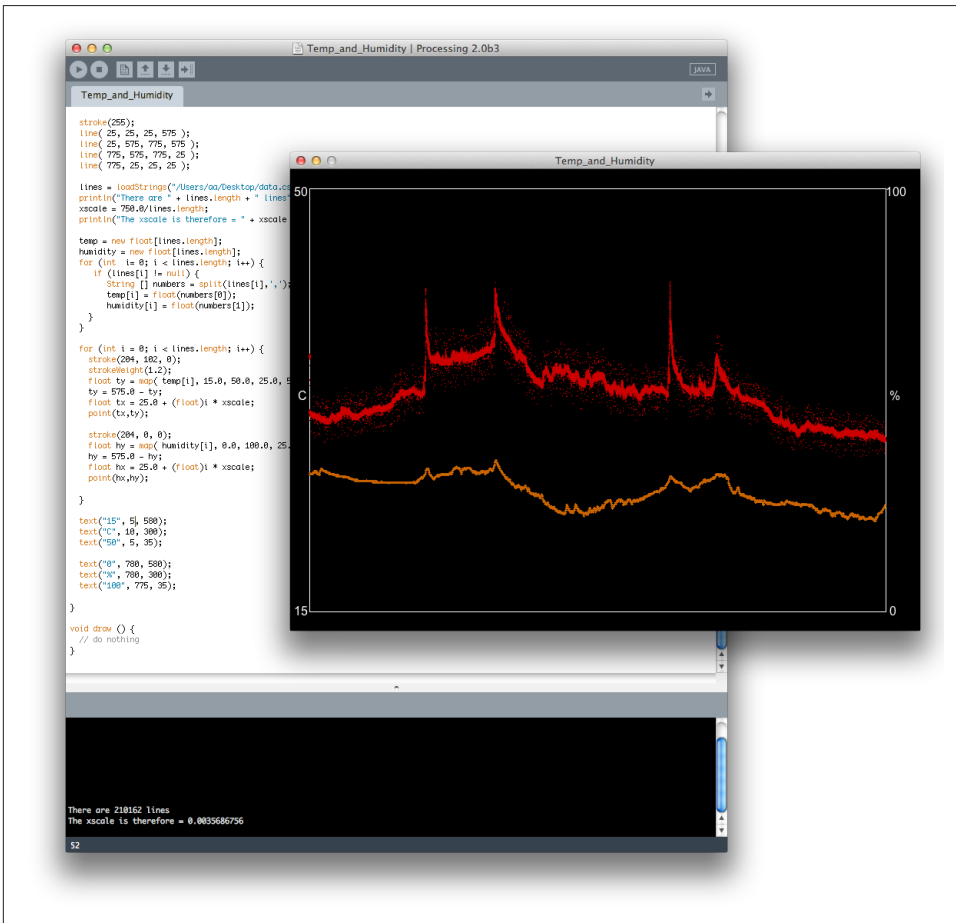 Temp_and_Humidity | Processing 2.0b3
JAVA
Temp_and_Humidity
stroke(255);
line( 25, 25, 25, 575 );
line( 25, 575, 775, 575 );
line( 775, 575, 775, 25 );
line( 775, 25, 25, 25 );
lines = loadStrings("/Users/aa/Desktop/data.cs
println("There are " + lines.length + " lines"
xscale = 750.0/lines.length;
println("The xscale is therefore = " + xscale
temp = new float[lines.length];
humidity = new float[lines.length];
for (int i= 0; i < lines.length; i++) {
if (lines[i] != null) {
String [] numbers = split(lines[i],',');
temp[i] = float(numbers[0]);
humidity[i] = float(numbers[1]);
}
}
for (int i = 0; i < lines.length; i++) {
stroke(204, 102, 0);
strokeWeight(1.2);
float ty = map( temp[i], 15.0, 50.0, 25.0, 5
ty = 575.0 - ty;
float tx = 25.0 + (float)i * xscale;
point(tx,ty);
stroke(204, 0, 0);
float hy = map( humidity[i], 0.0, 100.0, 25.
hy = 575.0 - hy;
float hx = 25.0 + (float)i * xscale;
point(hx,hy);
}
text("15", 5, 580);
text("C", 10, 300);
text("50", 5, 35);
text("0", 780, 580);
text("%", 780, 300);
text("100", 775, 35);
}
void draw () {
// do nothing
}
Temp_and_Humidity
50
100
C
%
15
0
There are 210162 lines
The xscale is therefore = 0.0035686756
52